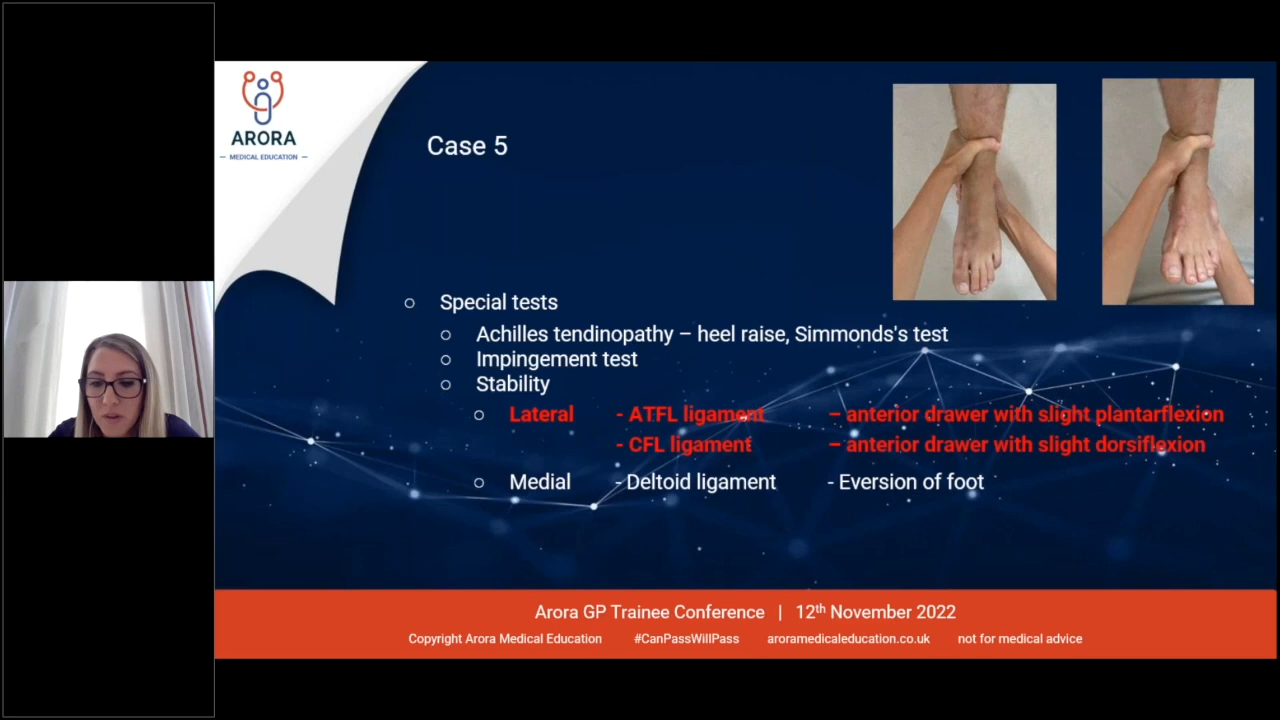 ARORA
MEDICAL EDUCATION
Case 5
Special tests
Achilles tendinopathy – heel raise, Simmonds's test
Impingement test
Stability
Lateral - ATFL ligament – anterior drawer with slight plantarflexion
- CFL ligament – anterior drawer with slight dorsiflexion
Medial - Deltoid ligament - Eversion of foot
Arora GP Trainee Conference | 12th November 2022
Copyright Arora Medical Education #CanPassWillPass aroramedicaleducation.co.uk not for medical advice